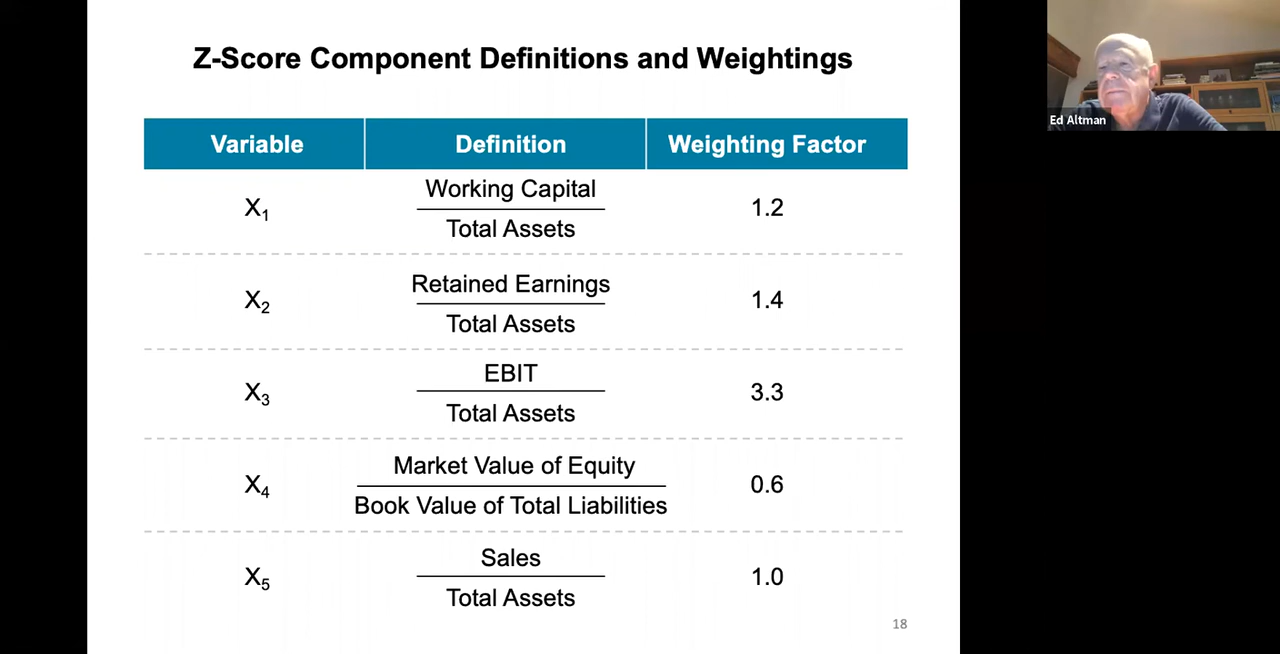 Z-Score Component Definitions and Weightings
Ed Altman
Variable Definition Weighting Factor
X1 Working Capital 1.2
Total Assets
X2 Retained Earnings 1.4
Total Assets
X3 EBIT 3.3
Total Assets
X4 Market Value of Equity 0.6
Book Value of Total Liabilities
X5 Sales 1.0
Total Assets
18